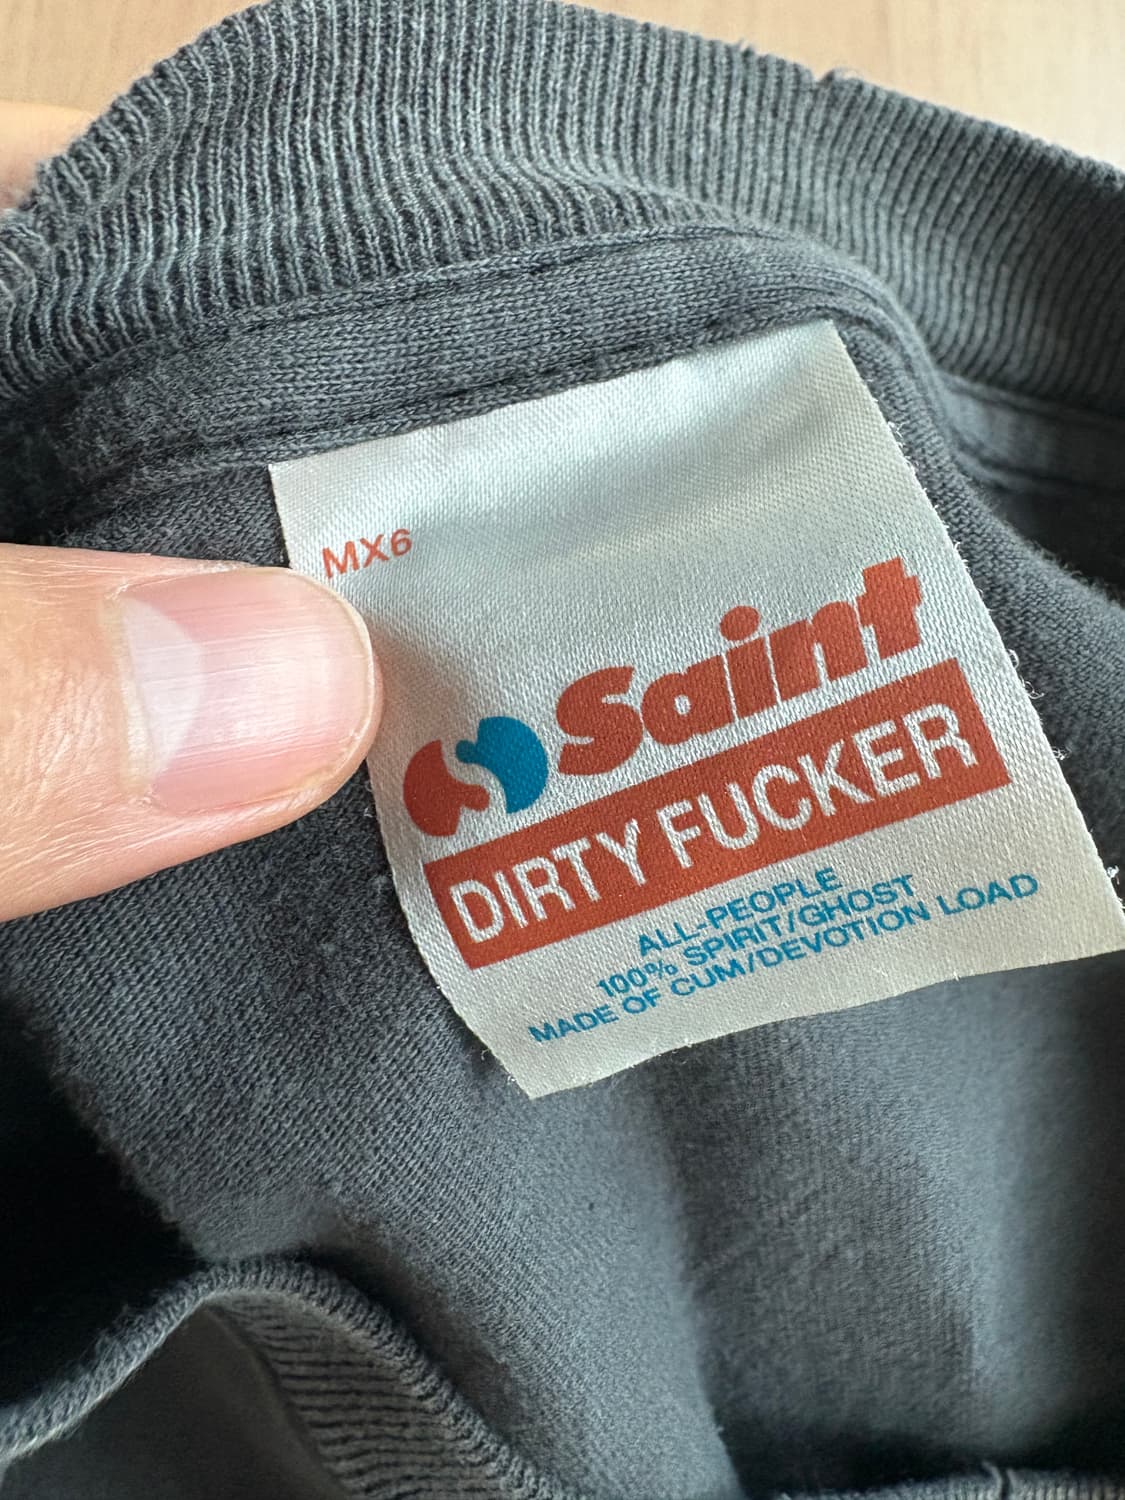 MX6
Saint
DIRTY FUCKER
ALL-PEOPLE
100% SPIRIT/GHOST
MADE OF CUM/DEVOTION LOAD